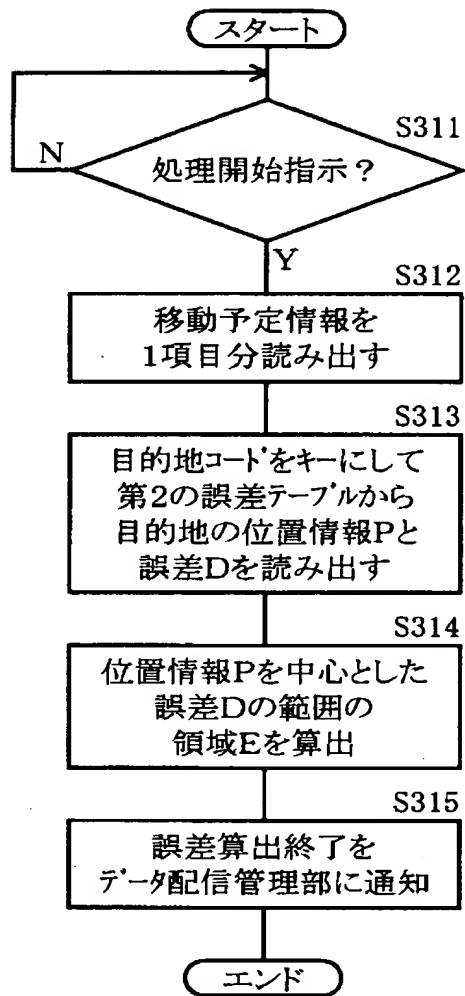 スタート
S311
N
処理開始指示？
Y
S312
移動予定情報を
1項目分読み出す
S313
目的地コードをキーにして
第2の誤差テーブルから
目的地の位置情報Pと
誤差Dを読み出す
S314
位置情報Pを中心とした
誤差Dの範囲の
領域Eを算出
S315
誤差算出終了を
データ配信管理部に通知
エンド